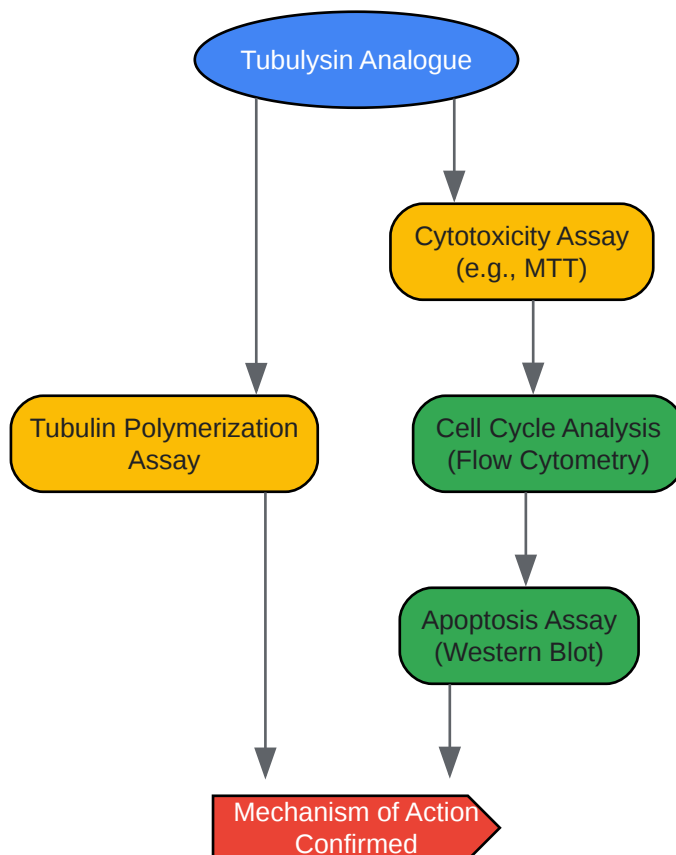 Tubulysin Analogue
Cytotoxicity Assay
(e.g., MTT)
Tubulin Polymerization
Assay
Cell Cycle Analysis
(Flow Cytometry)
Apoptosis Assay
(Western Blot)
Mechanism of Action
Confirmed